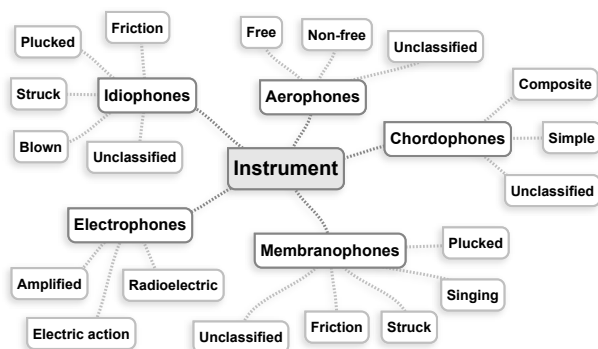 Friction
Plucked
Idiophones
Struck
Blown
Unclassified
Free
Non-free
Unclassified
Aerophones
Composite
Chordophones
Simple
Unclassified
Instrument
Electrophones
Amplified
Radioelectric
Electric action
Membranophones
Plucked
Singing
Unclassified
Friction
Struck